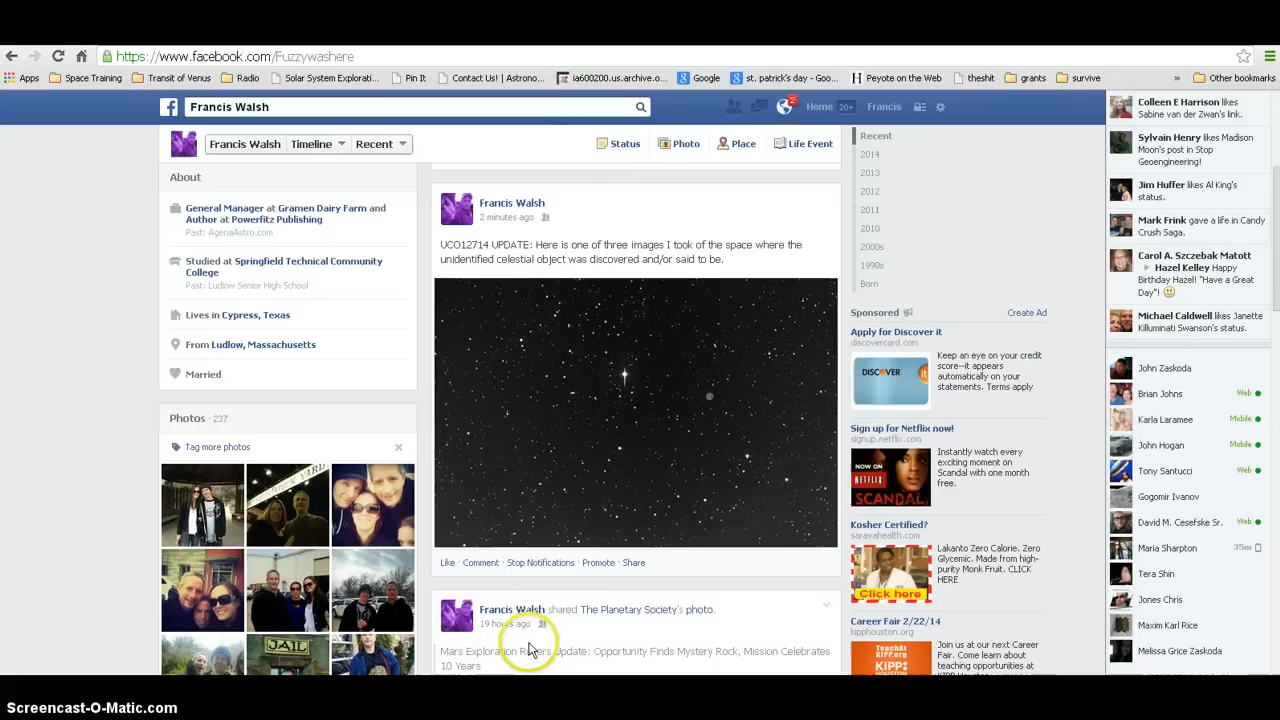 https://www.facebook.com/Fuzzywashere
Apps Space Training Transit of Venus Radio Solar System Explorati... Pin It Contact Us! | Astrono... ia600200.us.archive.o... Google st. patrick's day - Goo... Peyote on the Web theshit grants survive » Other bookmarks
Francis Walsh
2
Home 20+ Francis
Francis Walsh Timeline Recent
Status Photo Place Life Event
About
General Manager at Gramen Dairy Farm and
Author at Powerfitz Publishing
Past: AgenaAstro.com
Studied at Springfield Technical Community
College
Past: Ludlow Senior High School
Lives in Cypress, Texas
From Ludlow, Massachusetts
Married
Photos · 237
Tag more photos
JAIL
Francis Walsh
2 minutes ago
UCO12714 UPDATE: Here is one of three images I took of the space where the
unidentified celestial object was discovered and/or said to be.
Like · Comment · Stop Notifications · Promote · Share
Francis Walsh shared The Planetary Society's photo.
19 hours ago
Mars Exploration Rovers Update: Opportunity Finds Mystery Rock, Mission Celebrates
10 Years
Recent
2014
2013
2012
2011
2010
2000s
1990s
Born
Sponsored Create Ad
Apply for Discover it
discovercard.com
DISCOVER it
Keep an eye on your credit
score—it appears
automatically on your
statements. Terms apply
Sign up for Netflix now!
signup.netflix.com
NOW ON
NETFLIX
SCANDAL
Instantly watch every
exciting moment on
Scandal with one month
free.
Kosher Certified?
sarayahealth.com
Click here
Lakanto Zero Calorie. Zero
Glycemic. Made from high-
purity Monk Fruit, CLICK
HERE
Career Fair 2/22/14
kipphouston.org
TeachAt
KIPP.org
KIPP:
Join us at our next Career
Fair. Come learn about
teaching opportunities at
Colleen E Harrison likes
Sabine van der Zwan's link.
Sylvain Henry likes Madison
Moon's post in Stop
Geoengineering!
Jim Huffer likes Al King's
status.
Mark Frink gave a life in Candy
Crush Saga.
Carol A. Szczebak Matott
Hazel Kelley Happy
Birthday Hazel! "Have a Great
Day"!
Michael Caldwell likes Janette
Killuminati Swanson's status.
John Zaskoda
Brian Johns Web
Karla Laramee Mobile
John Hogan Mobile
Tony Santucci Web
Gogomir Ivanov
David M. Cesefske Sr. Web
Maria Sharpton 35m
Tera Shin
Jones Chris
Maxim Karl Rice
Melissa Grice Zaskoda
Screencast-O-Matic.com